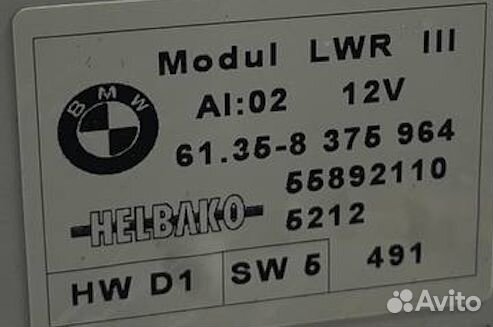 Modul LWR III
BMW
AI:02 12V
61.35-8 375 964
55892110
HELBAKO
5212
HW D1 SW 5 491
Avito